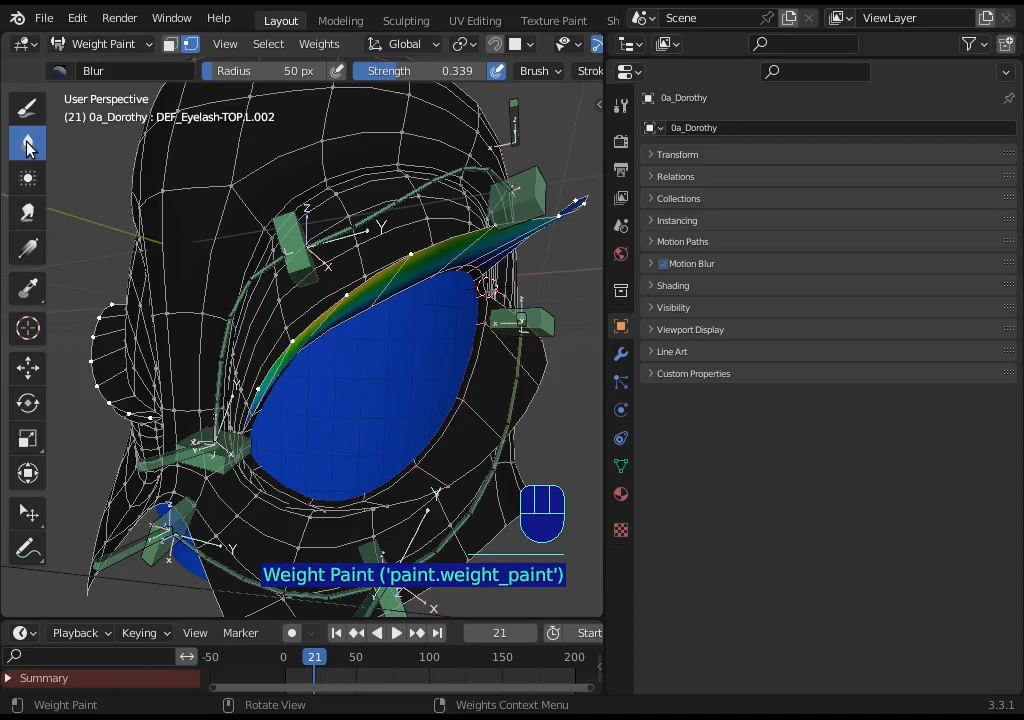 File Edit Render Window Help Layout Modeling Sculpting UV Editing Texture Paint Sh Scene ViewLayer
Weight Paint View Select Weights Global
Blur Radius 50 px Strength 0.339 Brush Strok
User Perspective
(21) 0a_Dorothy : DEF_Eyelash-TOP.L.002
0a_Dorothy
0a_Dorothy
Transform
Relations
Collections
Instancing
Motion Paths
Motion Blur
Shading
Visibility
Viewport Display
Line Art
Custom Properties
Z
Y
X
Y
Y
Y
X
Z
Weight Paint ('paint.weight_paint')
Playback Keying View Marker 21 Start
-50 0 21 50 100 150 200
Summary
Weight Paint Rotate View Weights Context Menu 3.3.1